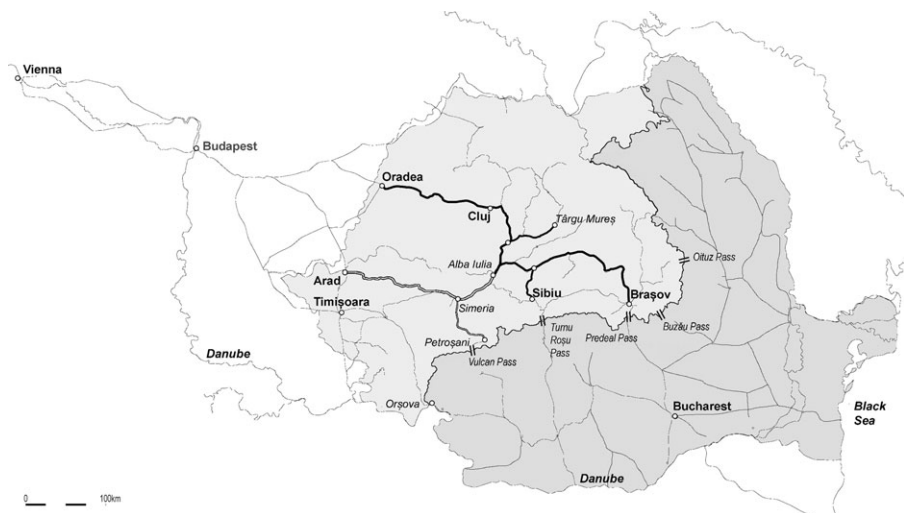 Vienna
Budapest
Oradea
Cluj
Târgu Mureș
Oituz Pass
Alba Iulia
Arad
Sibiu
Brașov
Timișoara
Simeria
Buzău Pass
Turnu
Roșu
Pass
Predeal Pass
Petroșani
Vulcan Pass
Danube
Orșova
Bucharest
Black
Sea
Danube
0
100km